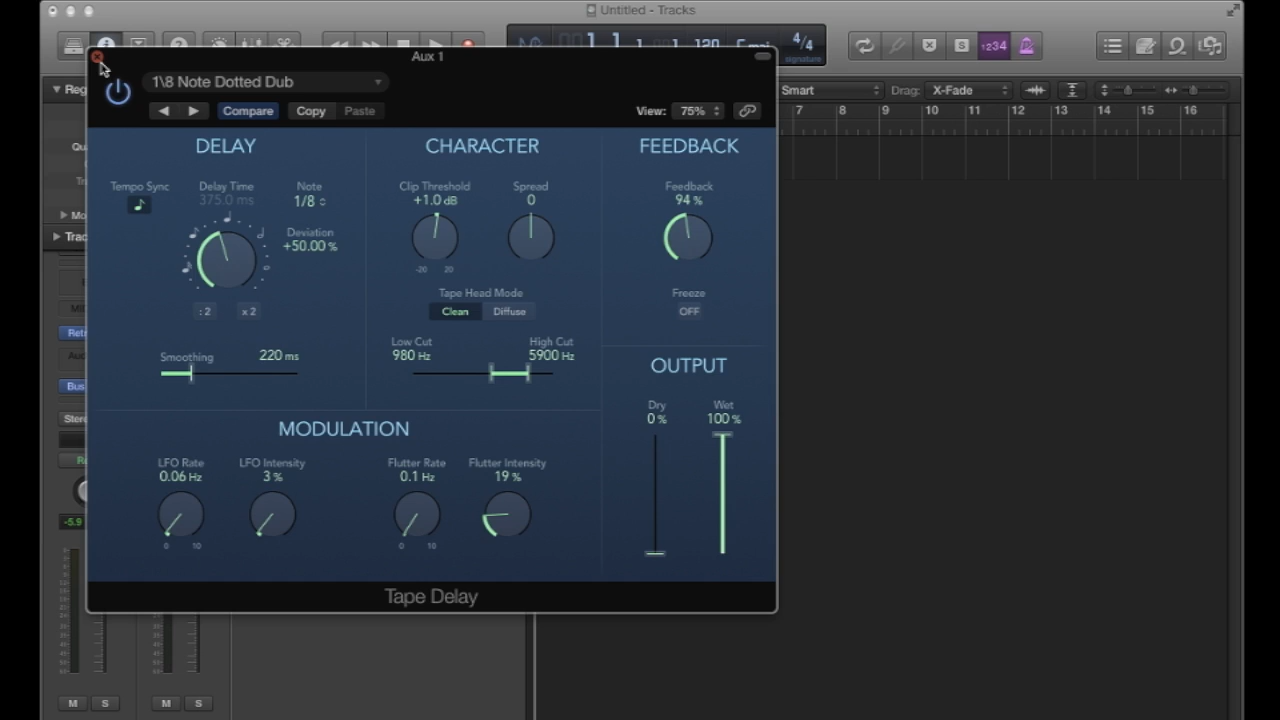 Untitled - Tracks
Aux 1
4/4
signature
1234
1\8 Note Dotted Dub
Compare
Copy
Paste
View:
75%
Smart
Drag:
X-Fade
7
8
9
10
11
12
13
14
15
16
DELAY
CHARACTER
FEEDBACK
Tempo Sync
Delay Time
375.0 ms
Note
1/8
Deviation
+50.00 %
: 2
x 2
Smoothing
220 ms
Clip Threshold
+1.0 dB
-20 20
Spread
0
Tape Head Mode
Clean
Diffuse
Low Cut
980 Hz
High Cut
5900 Hz
Feedback
94 %
Freeze
OFF
OUTPUT
Dry
0 %
Wet
100 %
MODULATION
LFO Rate
0.06 Hz
0 10
LFO Intensity
3 %
Flutter Rate
0.1 Hz
0 10
Flutter Intensity
19 %
Tape Delay
-5.9
M
S
M
S